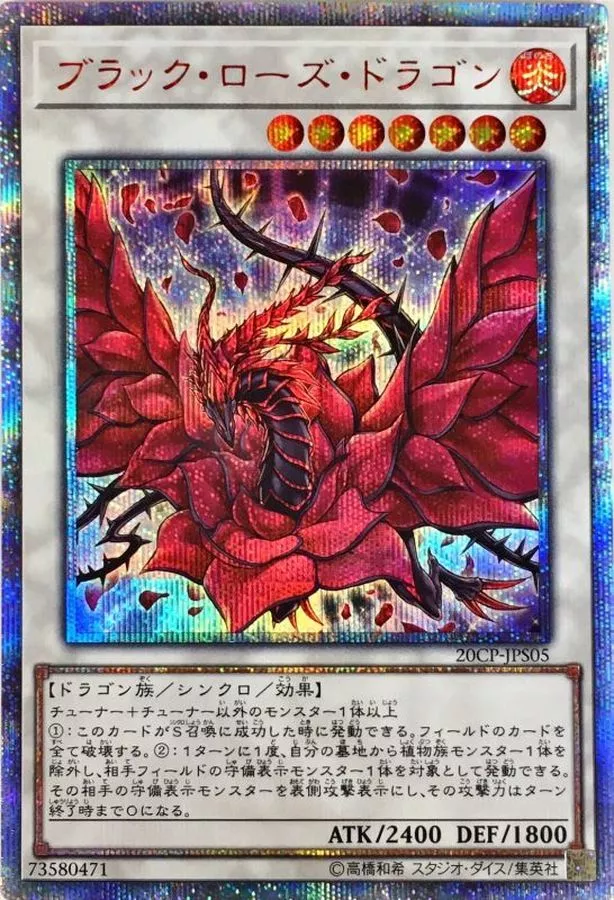 ブラック・ローズ・ドラゴン
炎
20CP-JPS05
【ドラゴン族／シンクロ／効果】
チューナー＋チューナー以外のモンスター1体以上
①：このカードがＳ召喚に成功した時に発動できる。フィールドのカードを
全て破壊する。②：1ターンに1度、自分の墓地から植物族モンスター1体を
除外し、相手フィールドの守備表示モンスター1体を対象として発動できる。
その相手の守備表示モンスターを表側攻撃表示にし、その攻撃力はターン
終了時まで０になる。
ATK/2400 DEF/1800
73580471
©高橋和希 スタジオ・ダイス/集英社